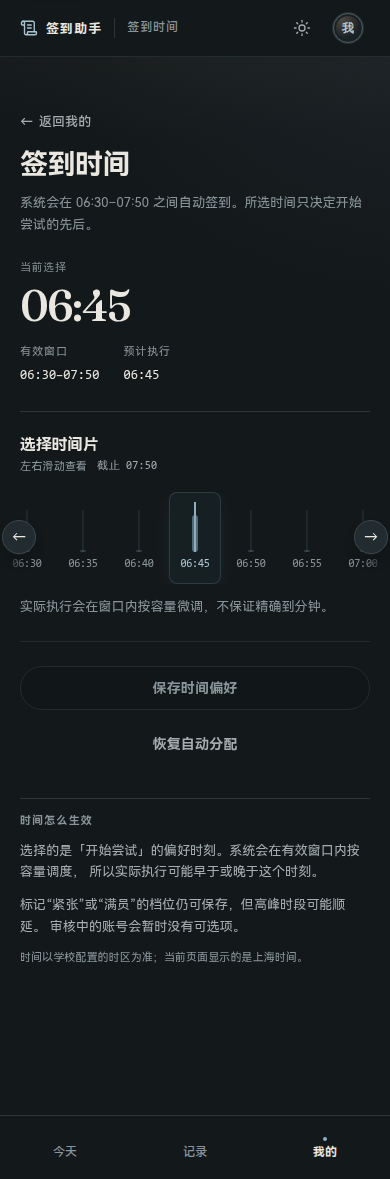 签到助手 签到时间 我
← 返回我的
签到时间
系统会在 06:30–07:50 之间自动签到。所选时间只决定开始
尝试的先后。
当前选择
06:45
有效窗口 预计执行
06:30–07:50 06:45
选择时间片
左右滑动查看 截止 07:50
← →
06:30 06:35 06:40 06:45 06:50 06:55 07:00
实际执行会在窗口内按容量微调，不保证精确到分钟。
保存时间偏好
恢复自动分配
时间怎么生效
选择的是「开始尝试」的偏好时刻。系统会在有效窗口内按
容量调度， 所以实际执行可能早于或晚于这个时刻。
标记“紧张”或“满员”的档位仍可保存，但高峰时段可能顺
延。 审核中的账号会暂时没有可选项。
时间以学校配置的时区为准；当前页面显示的是上海时间。
今天 记录 我的